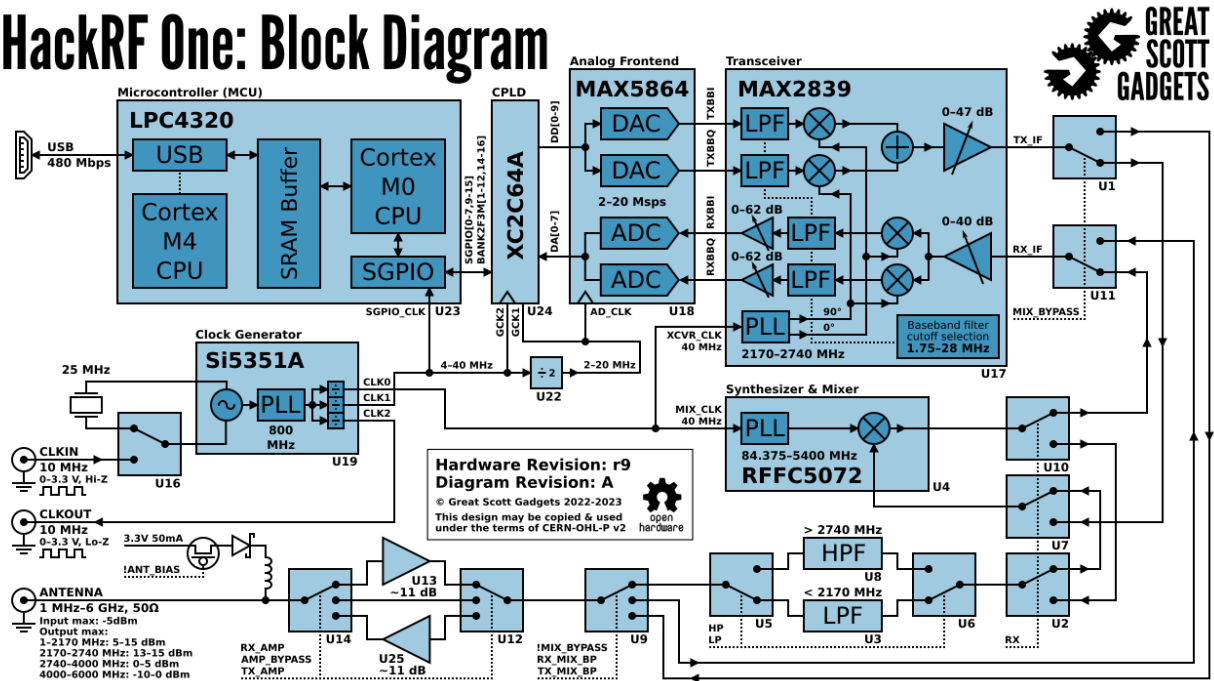 HackRF One: Block Diagram
GREAT
SCOTT
GADGETS
Microcontroller (MCU)
LPC4320
USB
480 Mbps
USB
Cortex
M4
CPU
SRAM Buffer
Cortex
M0
CPU
SGPIO
U23
SGPIO_CLK
SGPIO[0-7,9-15]
BANK2F3M[1-12,14-16]
CPLD
XC2C64A
U24
GCK2
GCK1
DD[0-9]
DA[0-7]
Analog Frontend
MAX5864
DAC
DAC
2–20 Msps
ADC
ADC
U18
AD_CLK
TXBBI
TXBBQ
RXBBI
RXBBQ
Transceiver
MAX2839
LPF
LPF
0–47 dB
0–62 dB
LPF
0–62 dB
LPF
0–40 dB
PLL
90°
0°
2170–2740 MHz
Baseband filter
cutoff selection
1.75–28 MHz
U17
XCVR_CLK
40 MHz
TX_IF
U1
RX_IF
U11
MIX_BYPASS
Clock Generator
Si5351A
25 MHz
PLL
800
MHz
÷
÷
÷
U19
CLK0
CLK1
CLK2
4–40 MHz
÷ 2
U22
2–20 MHz
U16
CLKIN
10 MHz
0–3.3 V, Hi-Z
CLKOUT
10 MHz
0–3.3 V, Lo-Z
Synthesizer & Mixer
MIX_CLK
40 MHz
PLL
84.375–5400 MHz
RFFC5072
U4
U10
U7
Hardware Revision: r9
Diagram Revision: A
© Great Scott Gadgets 2022-2023
This design may be copied & used
under the terms of CERN-OHL-P v2
open
hardware
3.3V 50mA
!ANT_BIAS
ANTENNA
1 MHz–6 GHz, 50Ω
Input max: -5dBm
Output max:
1–2170 MHz: 5–15 dBm
2170–2740 MHz: 13–15 dBm
2740–4000 MHz: 0–5 dBm
4000–6000 MHz: -10–0 dBm
U14
U13
~11 dB
U25
~11 dB
U12
RX_AMP
AMP_BYPASS
TX_AMP
U9
!MIX_BYPASS
RX_MIX_BP
TX_MIX_BP
U5
HP
LP
> 2740 MHz
HPF
U8
< 2170 MHz
LPF
U3
U6
U2
RX